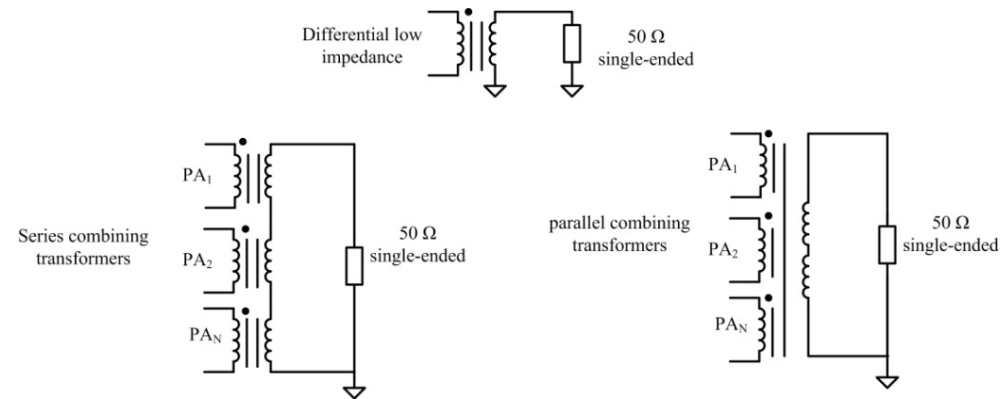 Differential low
impedance
50 Ω
single-ended
Series combining
transformers
PA₁
PA₂
PAN
50 Ω
single-ended
parallel combining
transformers
PA₁
PA₂
PAN
50 Ω
single-ended